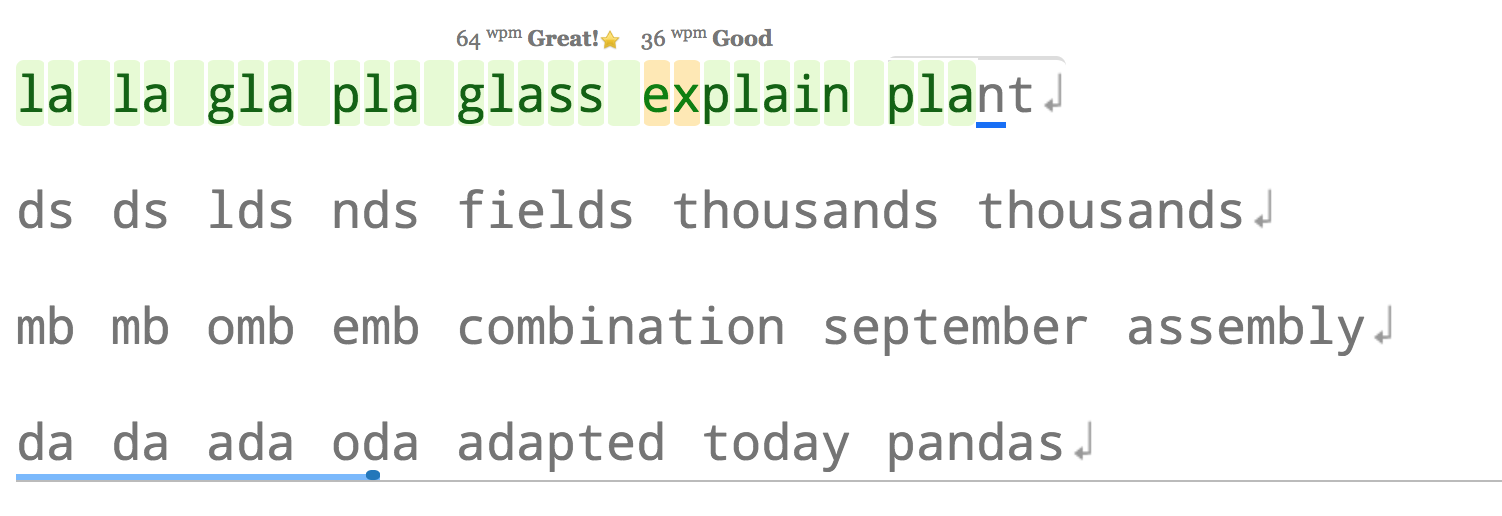 64 wpm Great!⭐ 36 wpm Good
la la gla pla glass explain plant↲
ds ds lds nds fields thousands thousands↲
mb mb omb emb combination september assembly↲
da da ada oda adapted today pandas↲